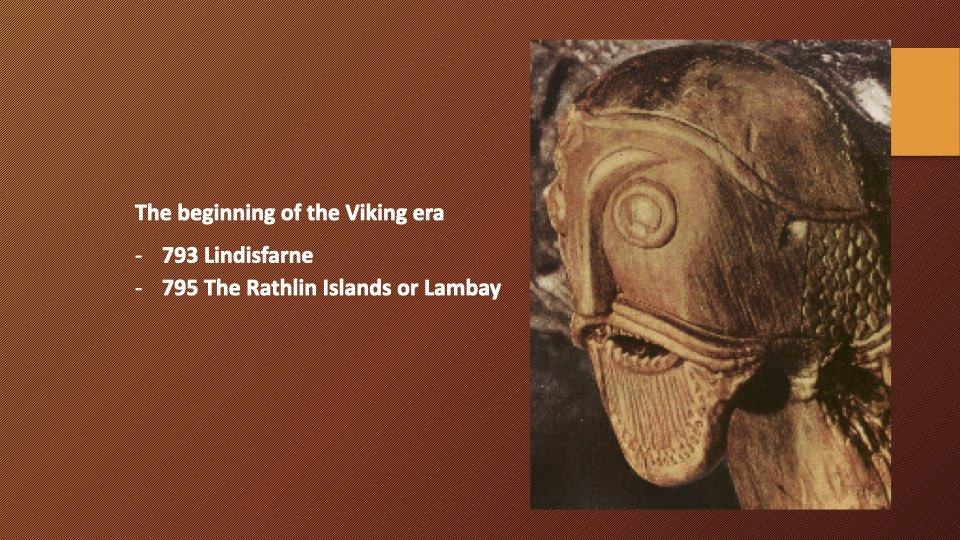 The beginning of the Viking era
- 793 Lindisfarne
- 795 The Rathlin Islands or Lambay